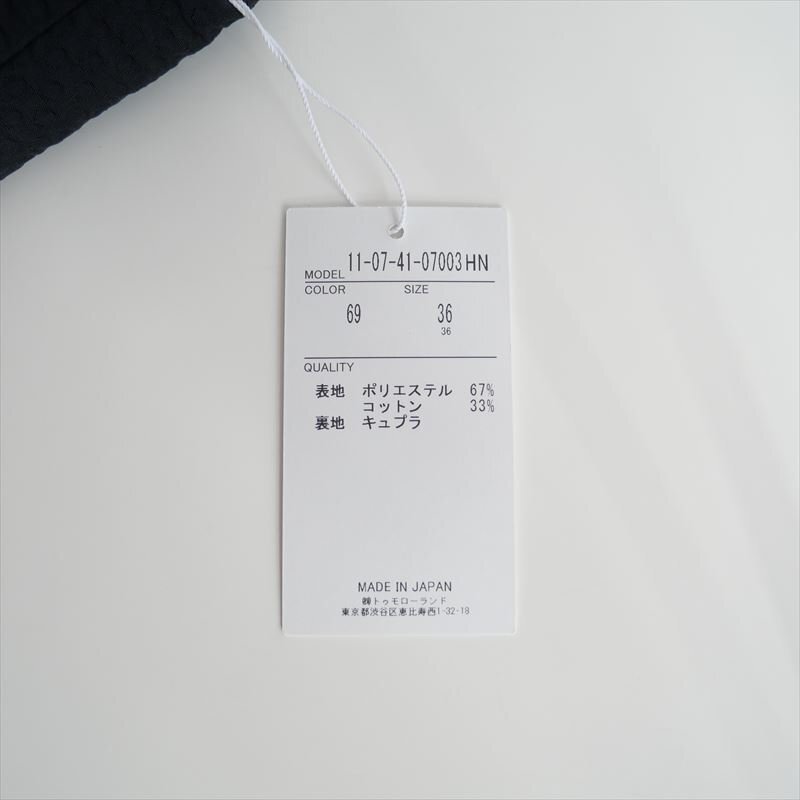 MODEL 11-07-41-07003 HN
COLOR SIZE
69 36
36
QUALITY
表地 ポリエステル 67%
コットン 33%
裏地 キュプラ
MADE IN JAPAN
㈱トゥモローランド
東京都渋谷区恵比寿西1-32-18